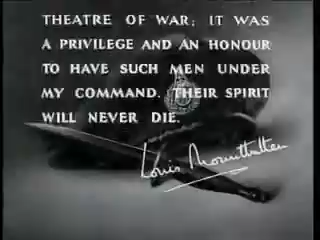 THEATRE OF WAR; IT WAS
A PRIVILEGE AND AN HONOUR
TO HAVE SUCH MEN UNDER
MY COMMAND. THEIR SPIRIT
WILL NEVER DIE.
Louis Mountbatten